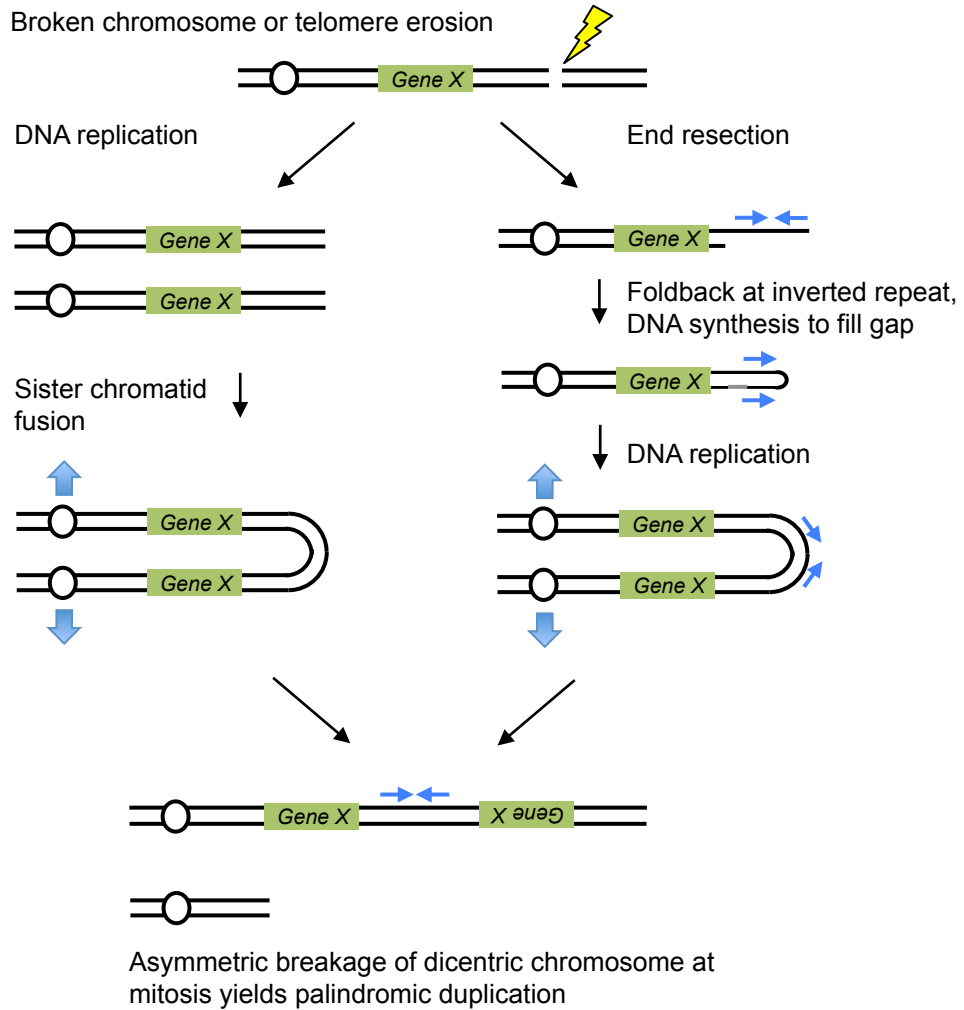 Broken chromosome or telomere erosion
Gene X
DNA replication
End resection
Gene X
Gene X
Gene X
Foldback at inverted repeat,
DNA synthesis to fill gap
Gene X
Sister chromatid
fusion
DNA replication
Gene X
Gene X
Gene X
Gene X
Gene X
Gene X
Asymmetric breakage of dicentric chromosome at
mitosis yields palindromic duplication